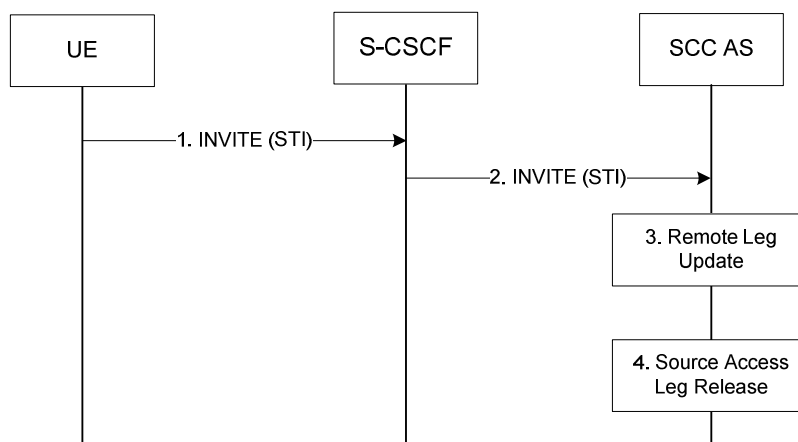 UE
S-CSCF
SCC AS
1. INVITE (STI)
2. INVITE (STI)
3. Remote Leg
Update
4. Source Access
Leg Release